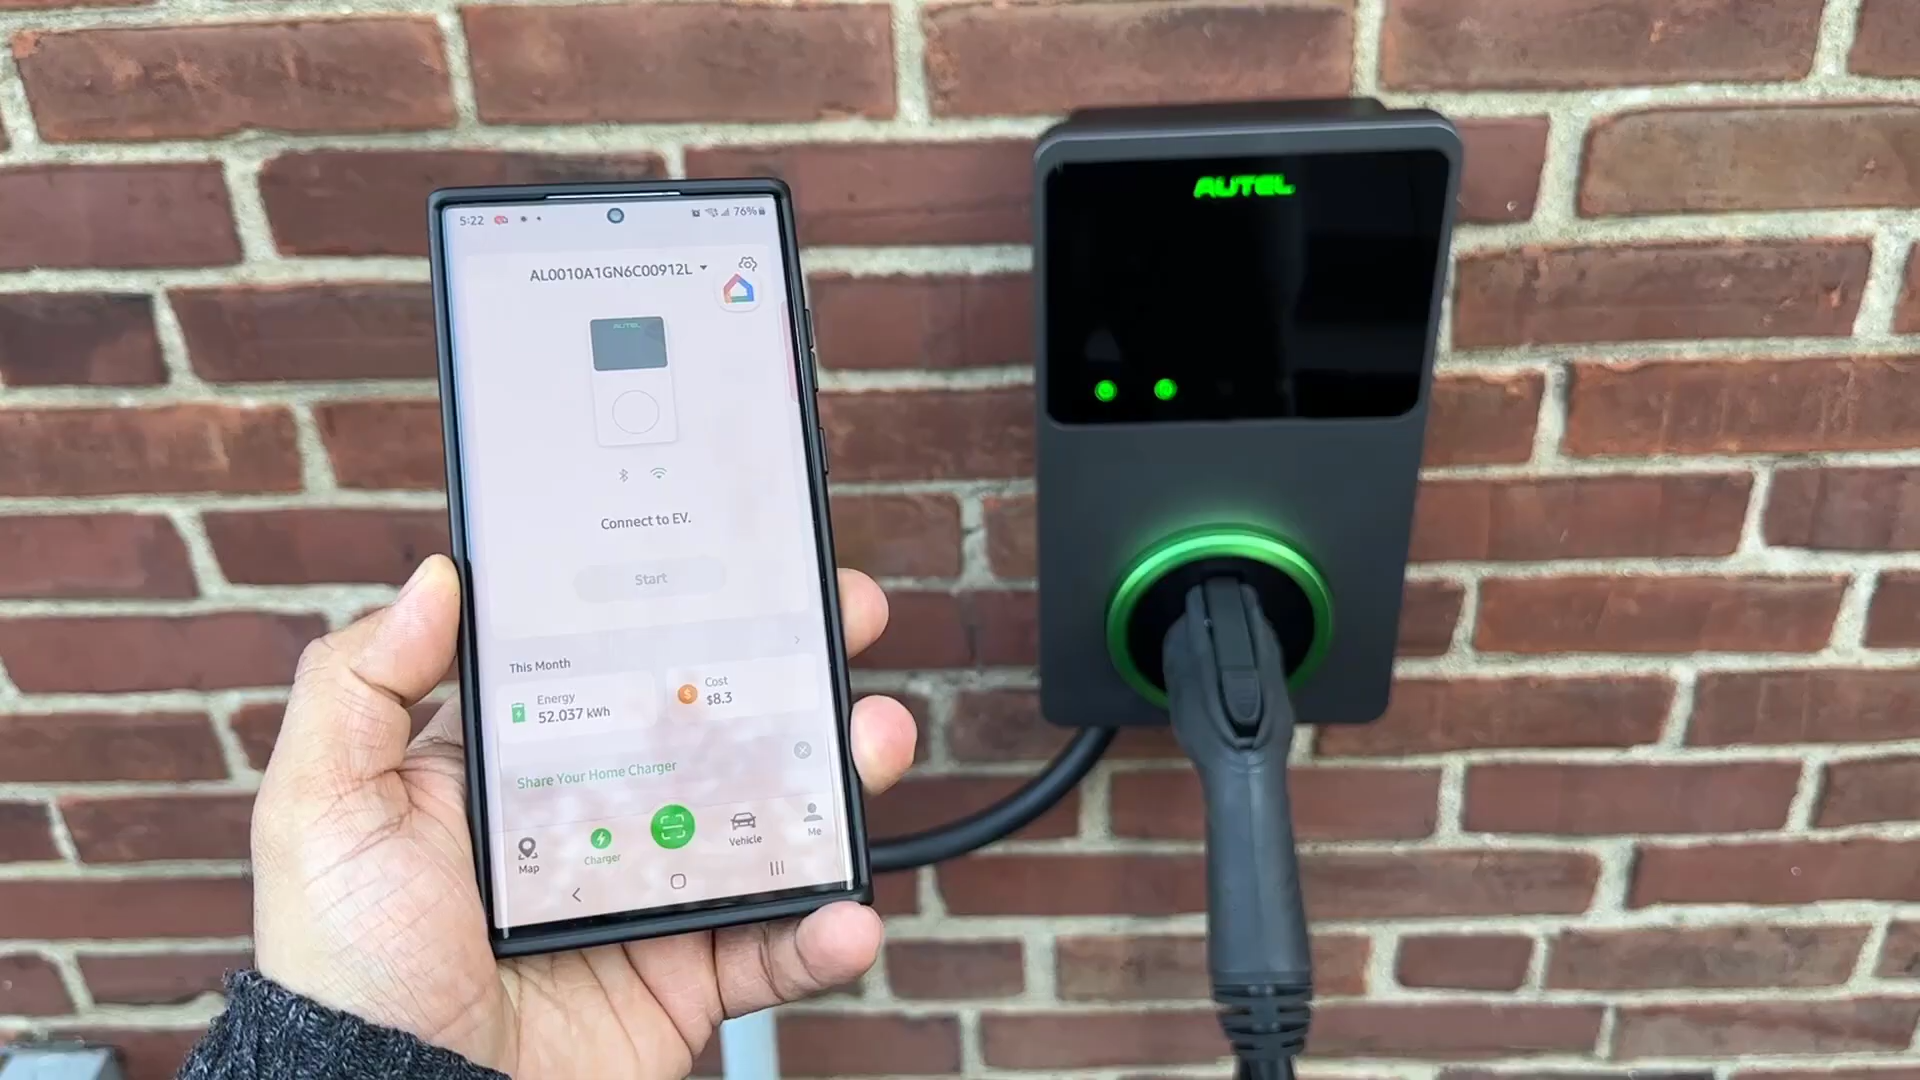 5:22
76%
AL0010A1GN6C00912L
AUTEL
Connect to EV.
Start
This Month
Energy
52.037 kWh
Cost
$8.3
Share Your Home Charger
Map
Charger
Vehicle
Me
AUTEL